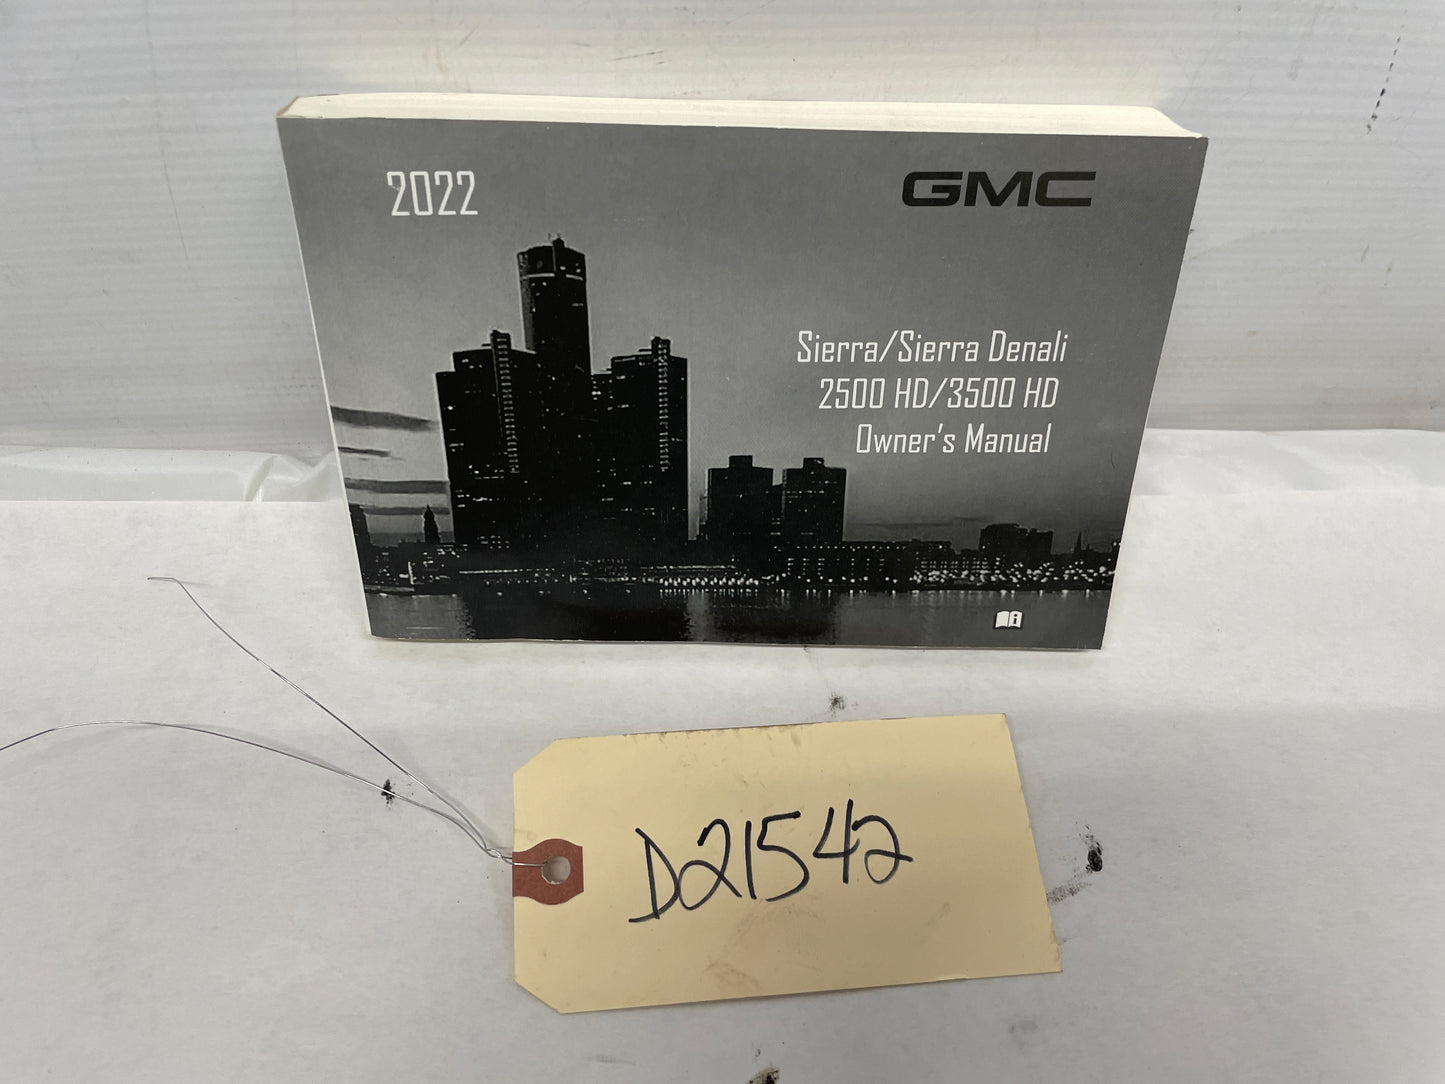 2022
GMC
Sierra/Sierra Denali
2500 HD/3500 HD
Owner's Manual
D21542